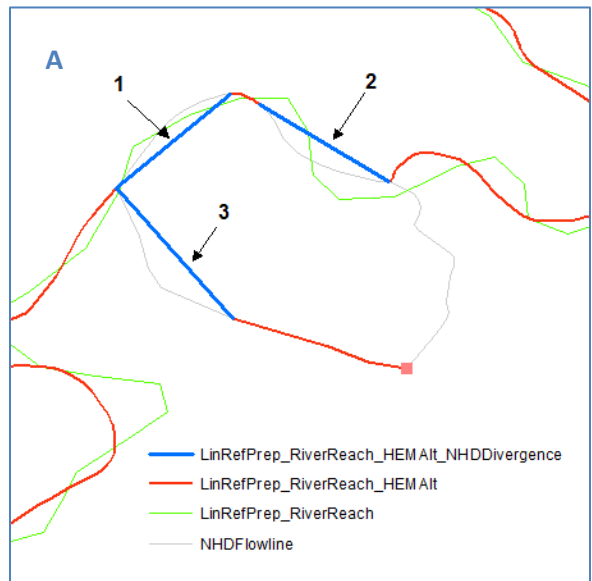 A
1
2
3
LinRefPrep_RiverReach_HEMAlt_NHDDivergence
LinRefPrep_RiverReach_HEMAlt
LinRefPrep_RiverReach
NHDFlowline